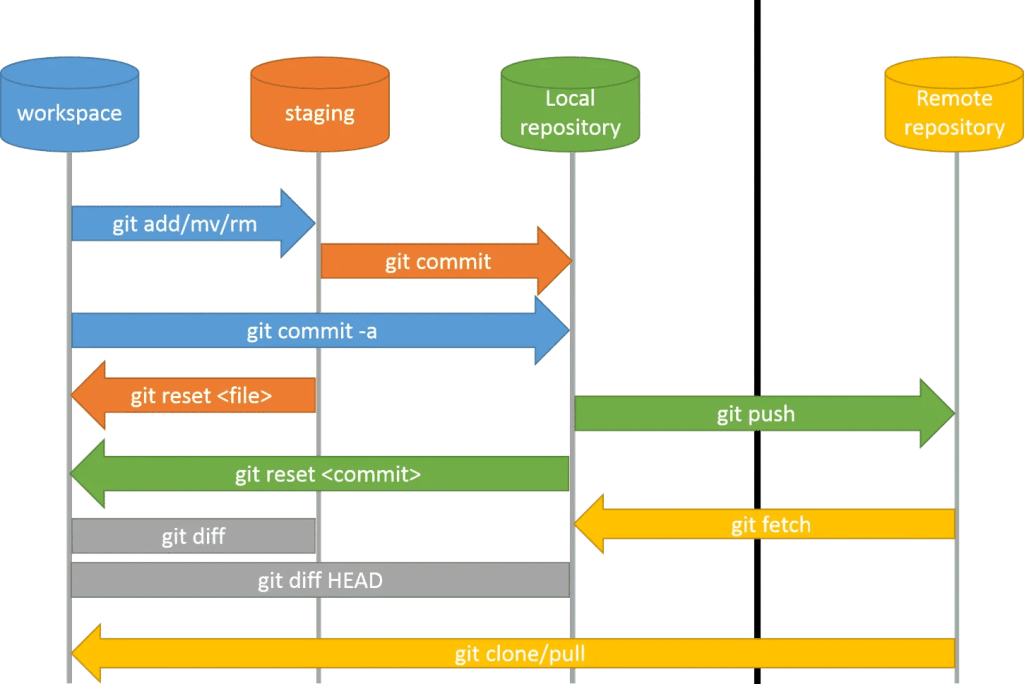 workspace
staging
Local
repository
Remote
repository
git add/mv/rm
git commit
git commit -a
git reset <file>
git push
git reset <commit>
git fetch
git diff
git diff HEAD
git clone/pull